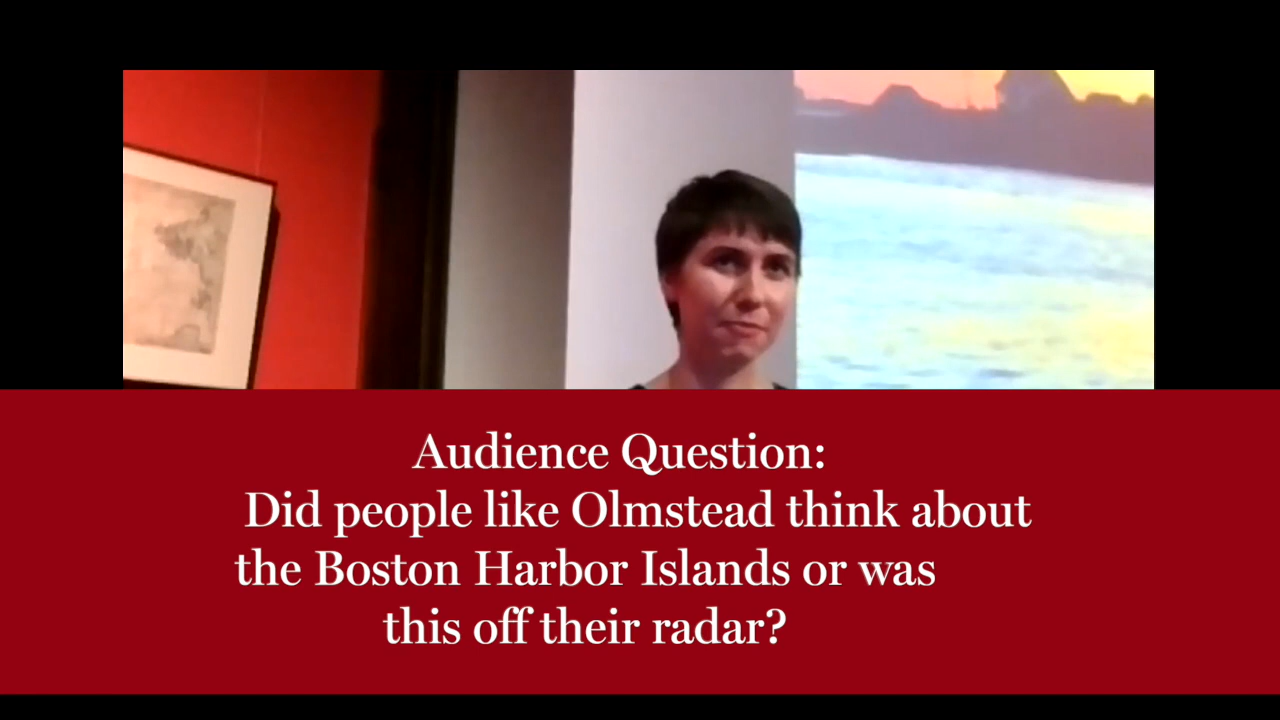 Audience Question:
Did people like Olmstead think about
the Boston Harbor Islands or was
this off their radar?